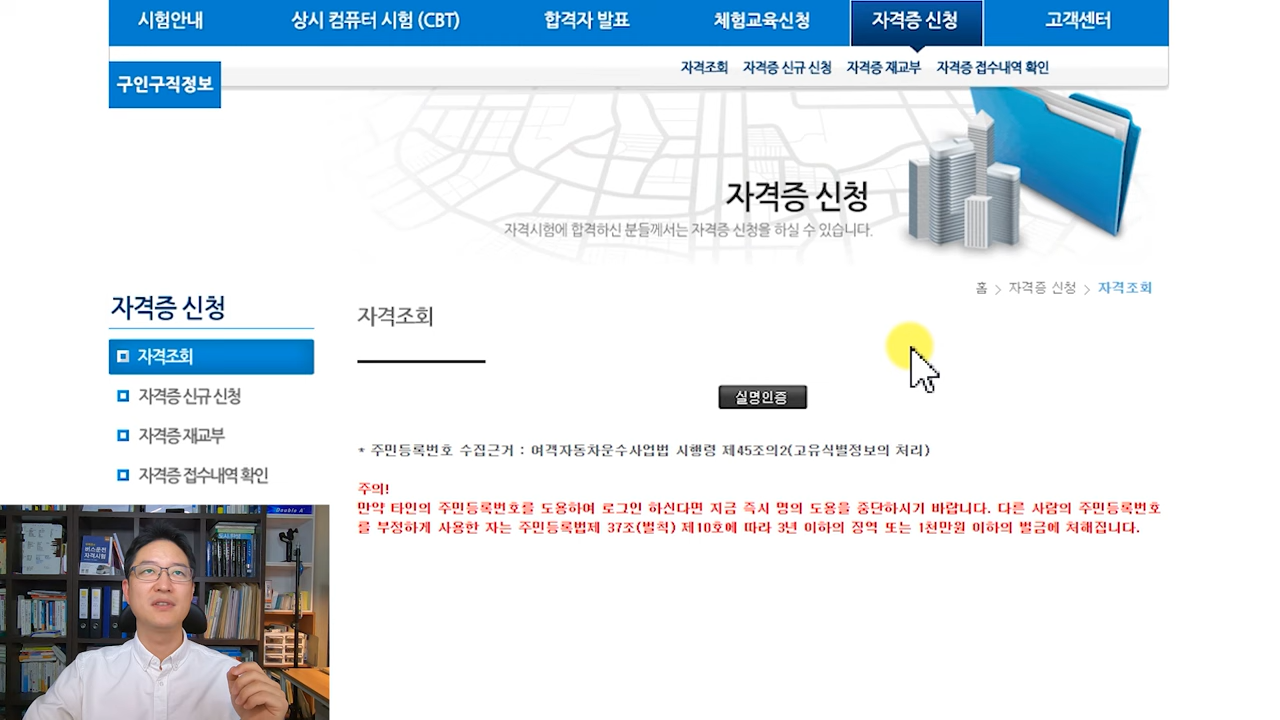 시험안내
상시 컴퓨터 시험 (CBT)
합격자 발표
체험교육신청
자격증 신청
고객센터
자격조회
자격증 신규 신청
자격증 재교부
자격증 접수내역 확인
구인구직정보
자격증 신청
자격시험에 합격하신 분들께서는 자격증 신청을 하실 수 있습니다.
홈 > 자격증 신청 > 자격조회
자격증 신청
자격조회
자격증 신규 신청
자격증 재교부
자격증 접수내역 확인
자격조회
실명인증
* 주민등록번호 수집근거 : 여객자동차운수사업법 시행령 제45조의2(고유식별정보의 처리)
주의!
만약 타인의 주민등록번호를 도용하여 로그인 하신다면 지금 즉시 명의 도용을 중단하시기 바랍니다. 다른 사람의 주민등록번호
를 부정하게 사용한 자는 주민등록법제 37조(벌칙) 제10호에 따라 3년 이하의 징역 또는 1천만원 이하의 벌금에 처해집니다.
버스운전
자격시험
Double A